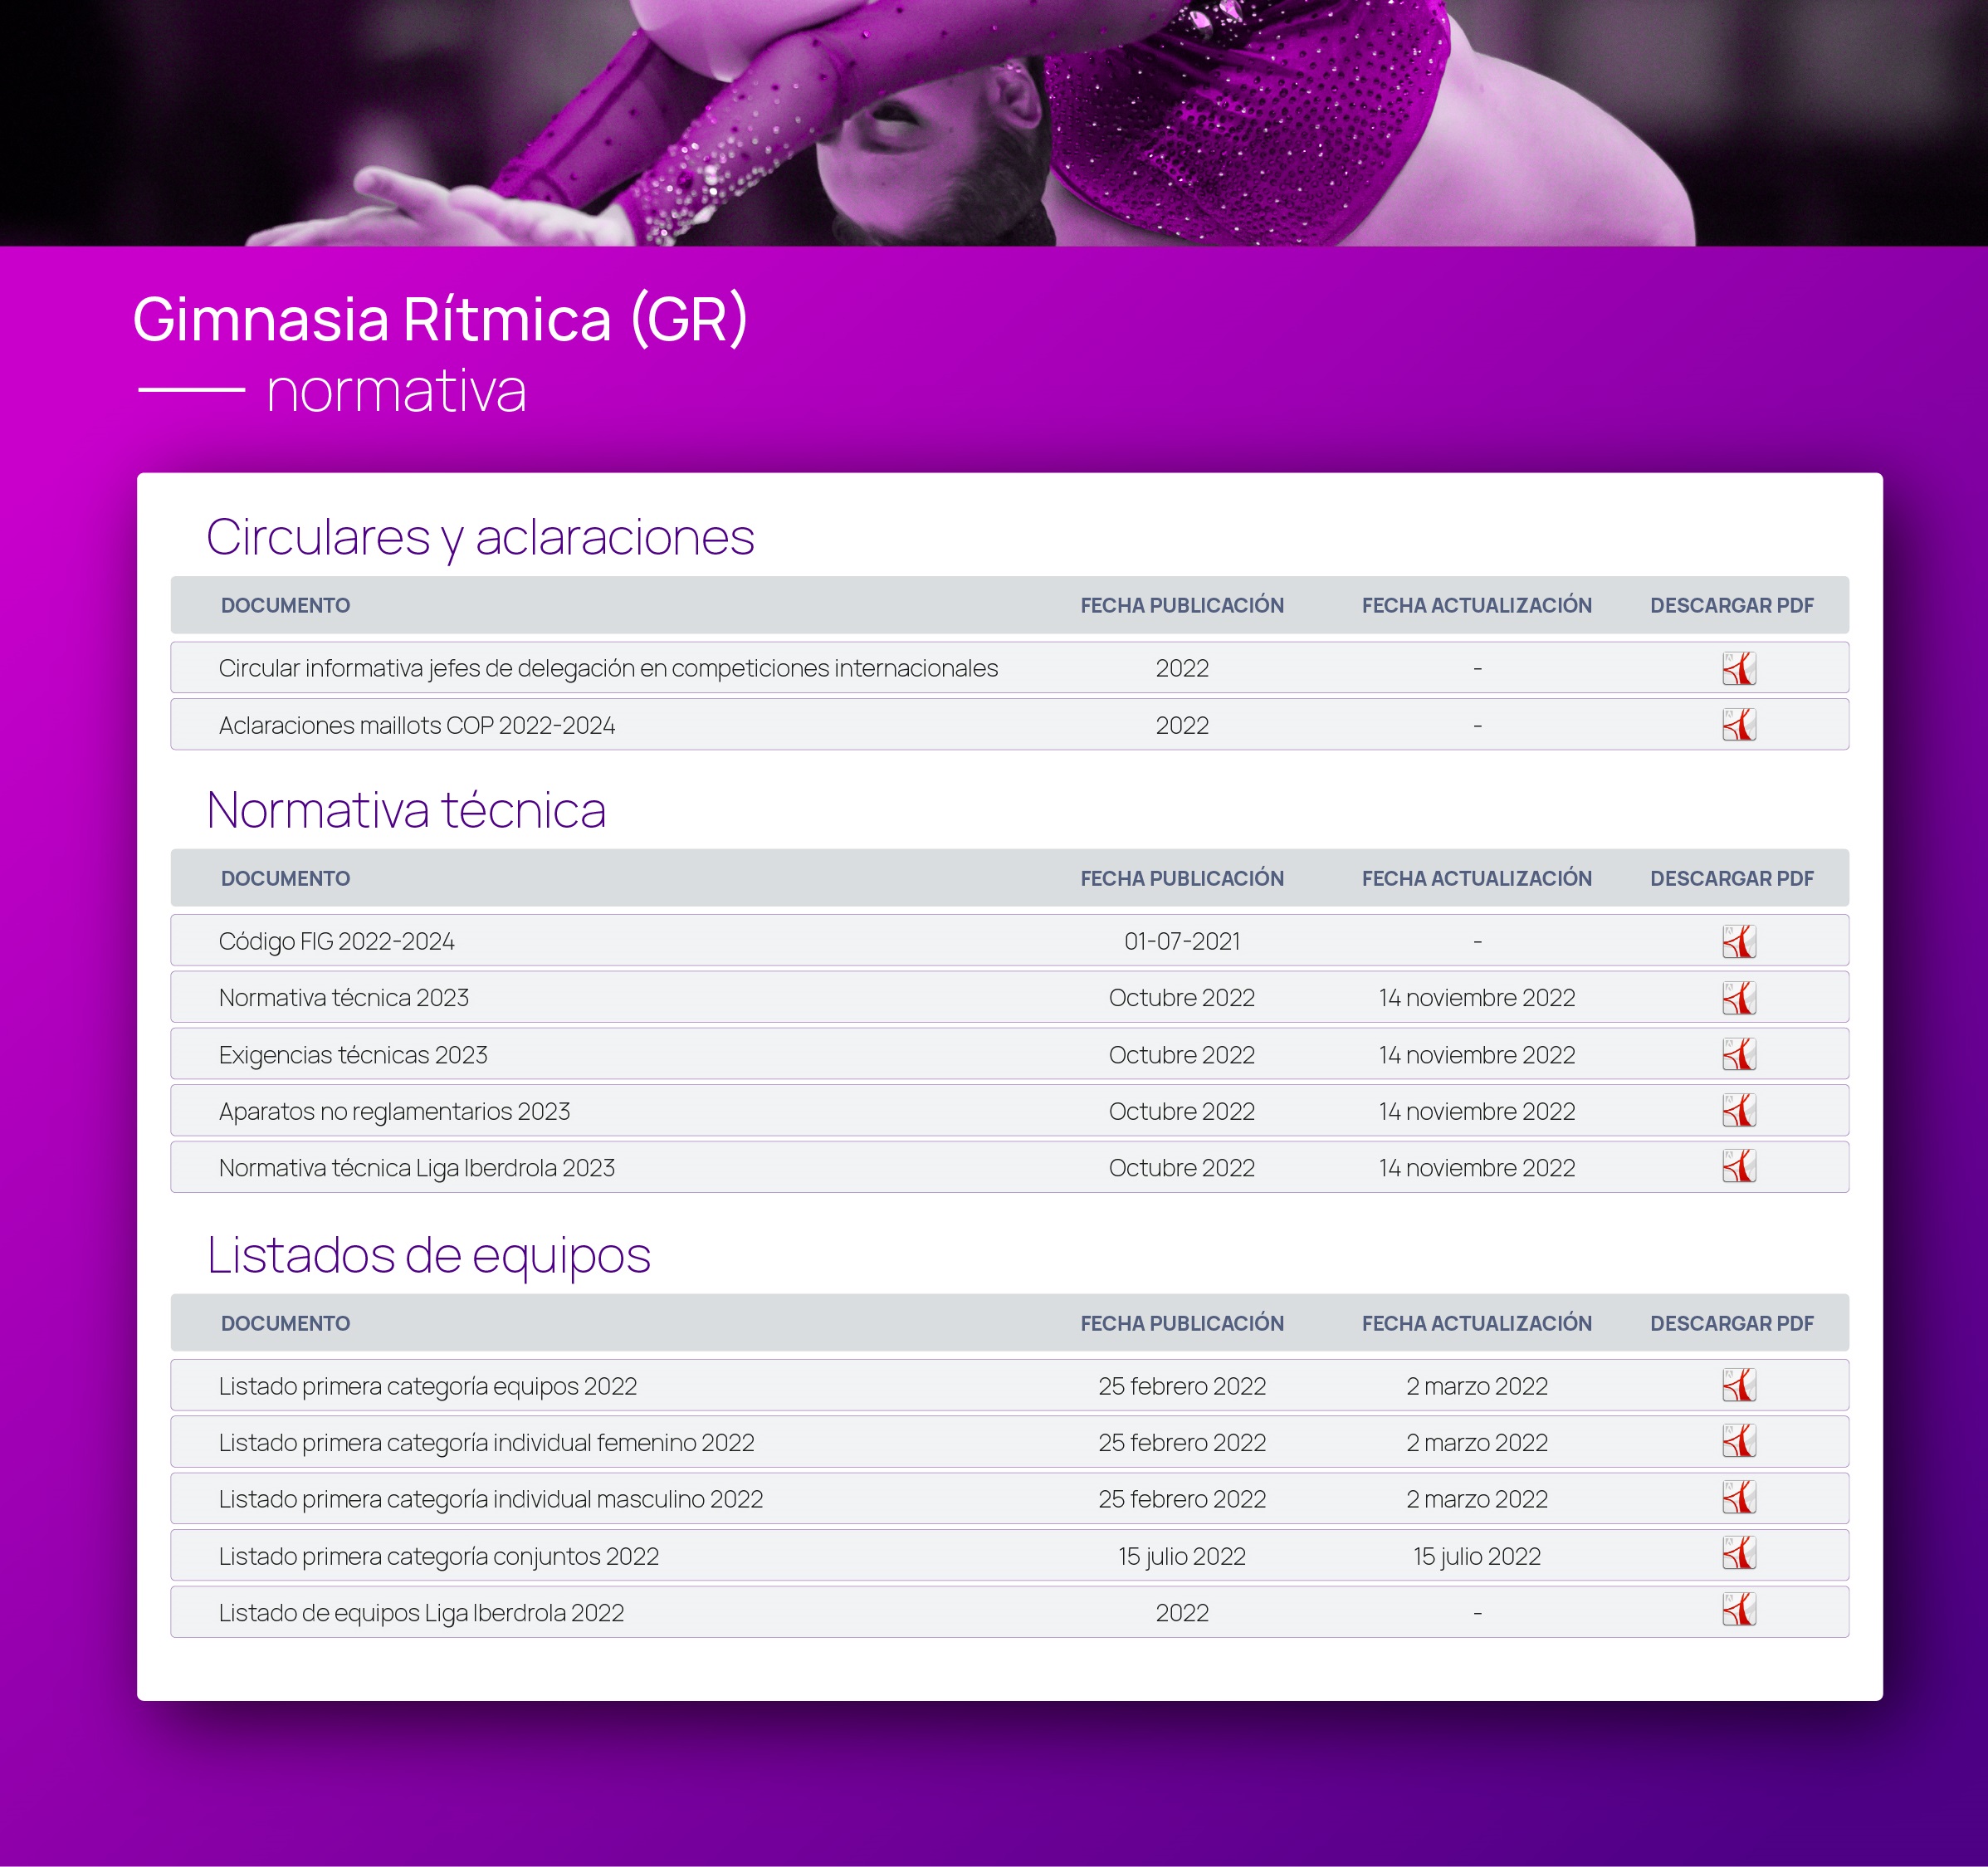 Gimnasia Rítmica (GR)
normativa
Circulares y aclaraciones
DOCUMENTO FECHA PUBLICACIÓN FECHA ACTUALIZACIÓN DESCARGAR PDF
Circular informativa jefes de delegación en competiciones internacionales 2022 -
Aclaraciones maillots COP 2022-2024 2022 -
Normativa técnica
DOCUMENTO FECHA PUBLICACIÓN FECHA ACTUALIZACIÓN DESCARGAR PDF
Código FIG 2022-2024 01-07-2021 -
Normativa técnica 2023 Octubre 2022 14 noviembre 2022
Exigencias técnicas 2023 Octubre 2022 14 noviembre 2022
Aparatos no reglamentarios 2023 Octubre 2022 14 noviembre 2022
Normativa técnica Liga Iberdrola 2023 Octubre 2022 14 noviembre 2022
Listados de equipos
DOCUMENTO FECHA PUBLICACIÓN FECHA ACTUALIZACIÓN DESCARGAR PDF
Listado primera categoría equipos 2022 25 febrero 2022 2 marzo 2022
Listado primera categoría individual femenino 2022 25 febrero 2022 2 marzo 2022
Listado primera categoría individual masculino 2022 25 febrero 2022 2 marzo 2022
Listado primera categoría conjuntos 2022 15 julio 2022 15 julio 2022
Listado de equipos Liga Iberdrola 2022 2022 -